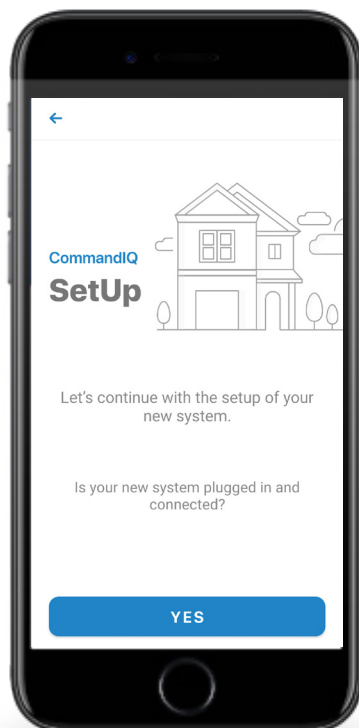 CommandIQ
SetUp
Let's continue with the setup of your
new system.
Is your new system plugged in and
connected?
YES